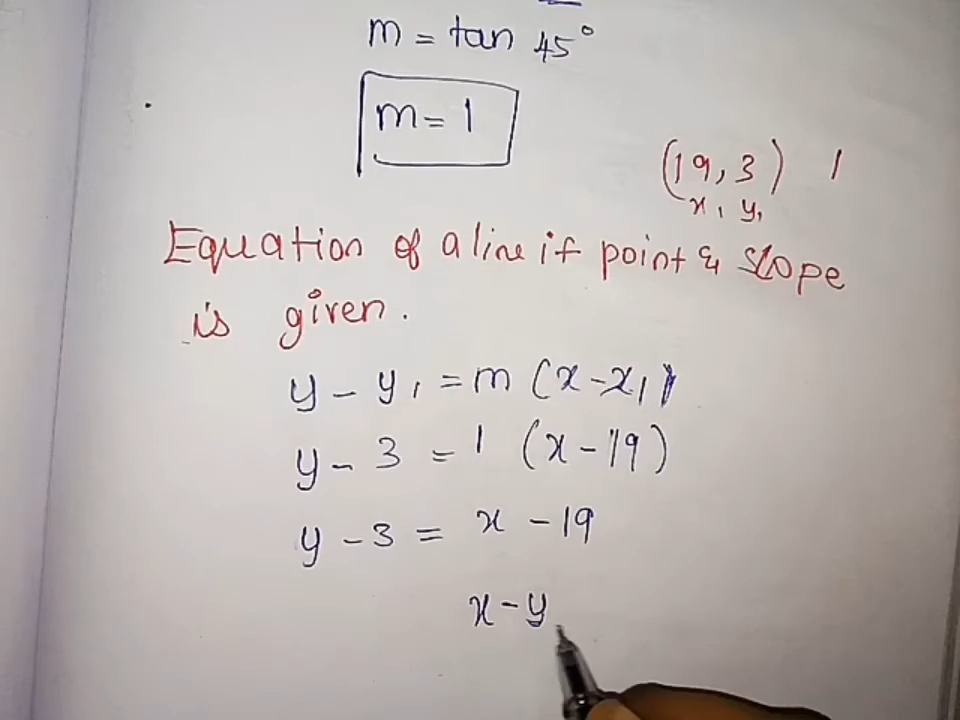 m = tan 45°
m = 1
(19, 3) 1
x₁ y₁
Equation of a line if point & slope
is given.
y - y₁ = m (x - x₁)
y - 3 = 1 (x - 19)
y - 3 = x - 19
x - y